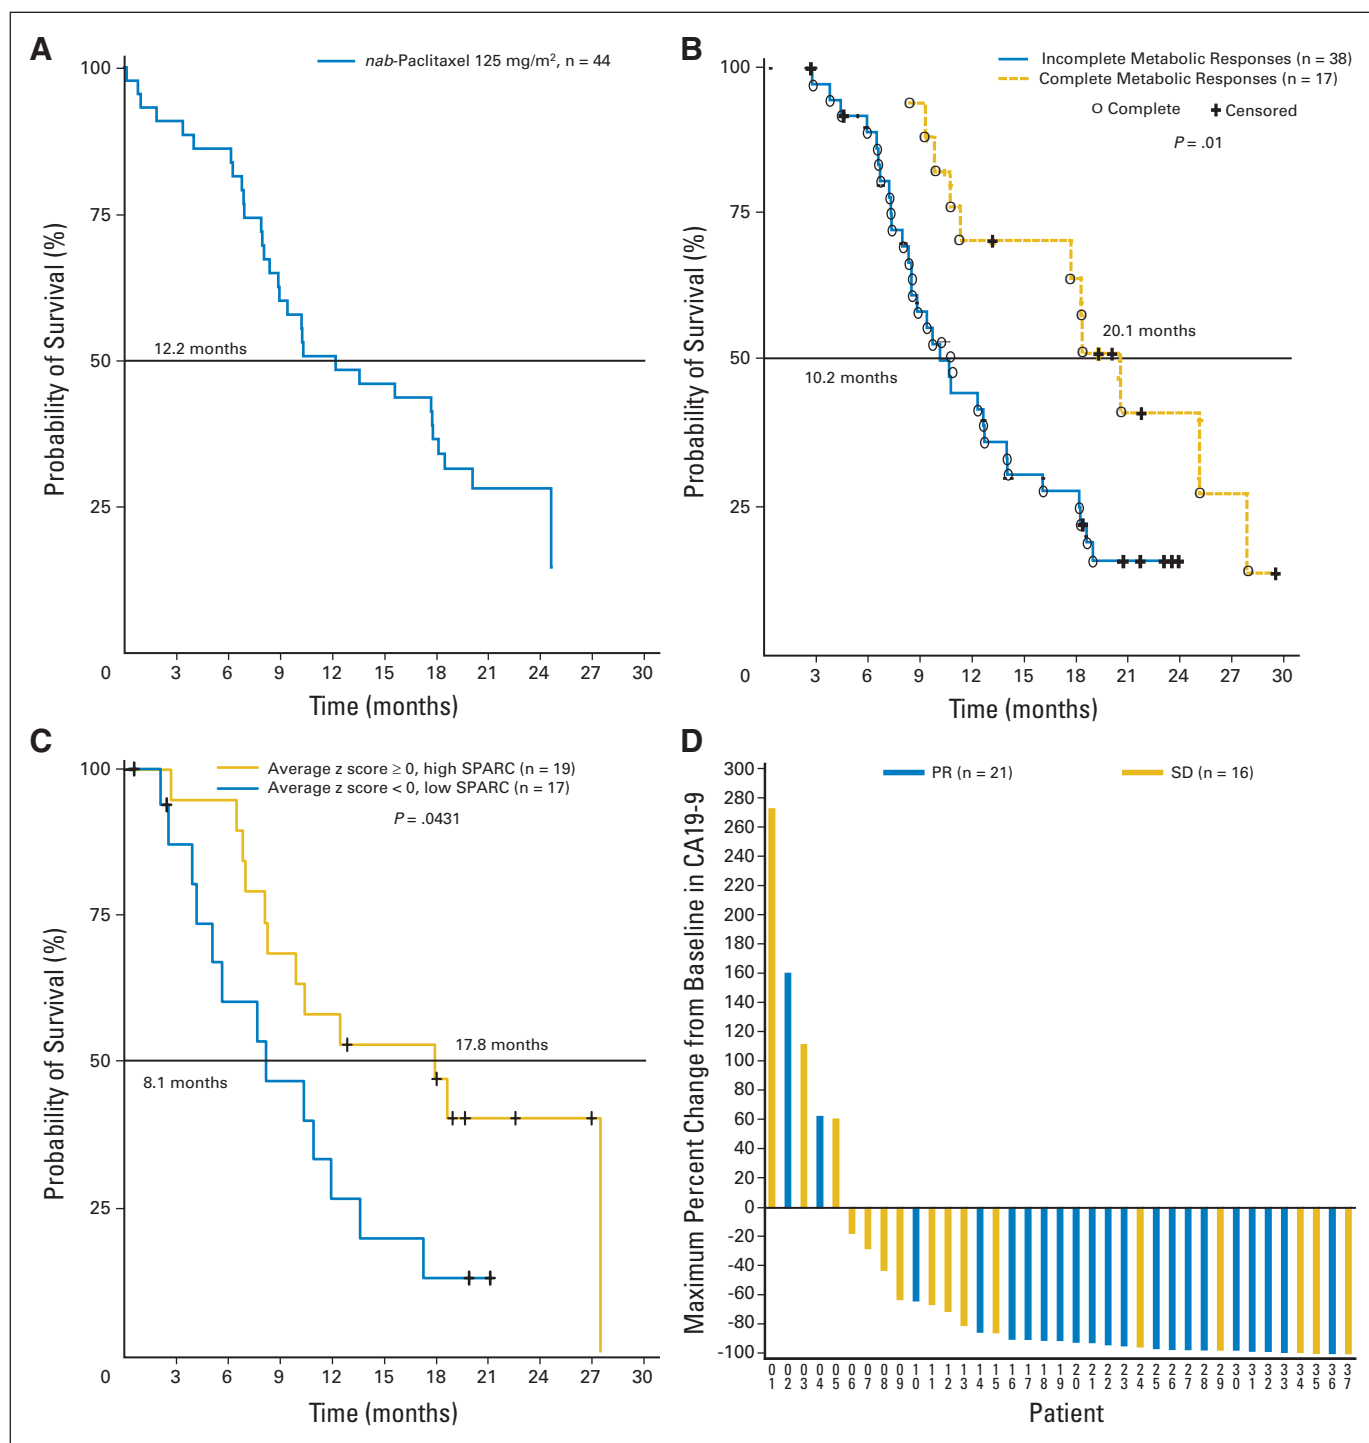 A
nab-Paclitaxel 125 mg/m², n = 44
Probability of Survival (%)
100
75
50
25
0
12.2 months
3 6 9 12 15 18 21 24 27 30
Time (months)
B
Incomplete Metabolic Responses (n = 38)
Complete Metabolic Responses (n = 17)
Complete Censored
P = .01
Probability of Survival (%)
100
75
50
25
0
20.1 months
10.2 months
3 6 9 12 15 18 21 24 27 30
Time (months)
C
Average z score ≥ 0, high SPARC (n = 19)
Average z score < 0, low SPARC (n = 17)
P = .0431
Probability of Survival (%)
100
75
50
25
0
17.8 months
8.1 months
3 6 9 12 15 18 21 24 27 30
Time (months)
D
PR (n = 21) SD (n = 16)
Maximum Percent Change from Baseline in CA19-9
300
280
260
240
220
200
180
160
140
120
100
80
60
40
20
0
-20
-40
-60
-80
-100
01 02 03 04 05 06 07 08 09 10 11 12 13 14 15 16 17 18 19 20 21 22 23 24 25 26 27 28 29 30 31 32 33 34 35 36 37
Patient